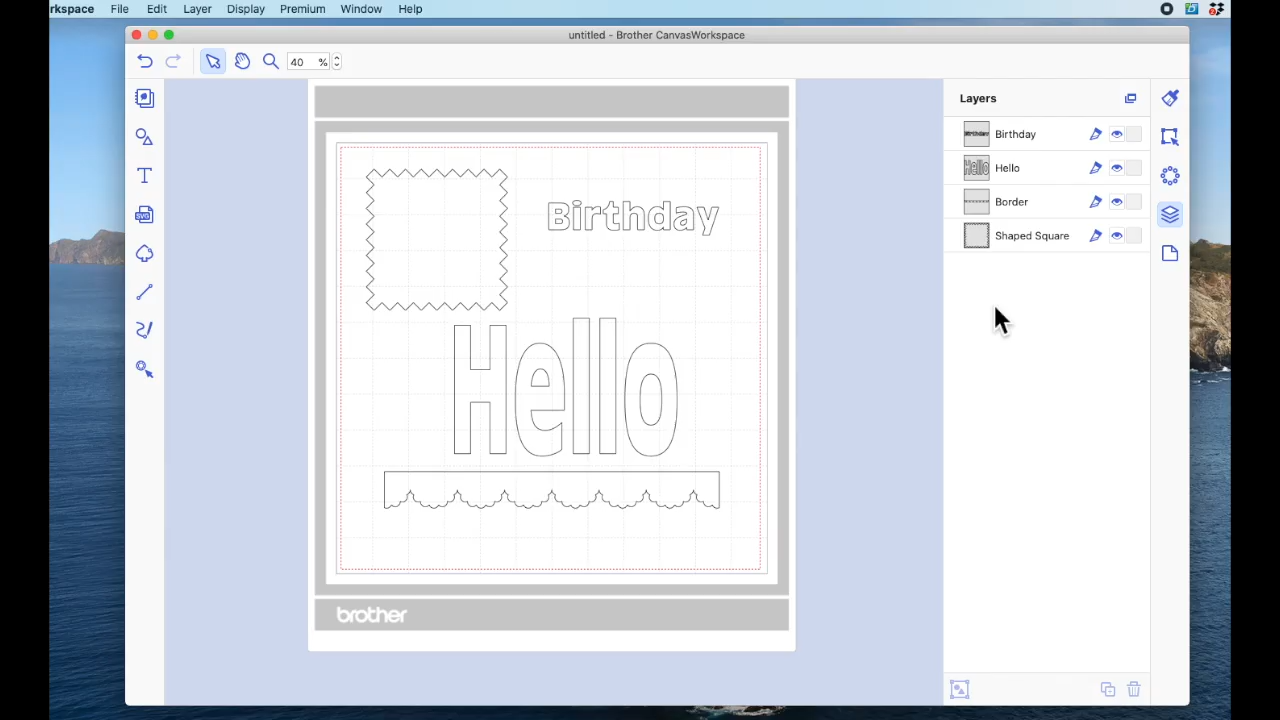 rkspace File Edit Layer Display Premium Window Help
untitled - Brother CanvasWorkspace
40 %
Layers
Birthday
Hello
Border
Shaped Square
SVG
Birthday
Hello
brother